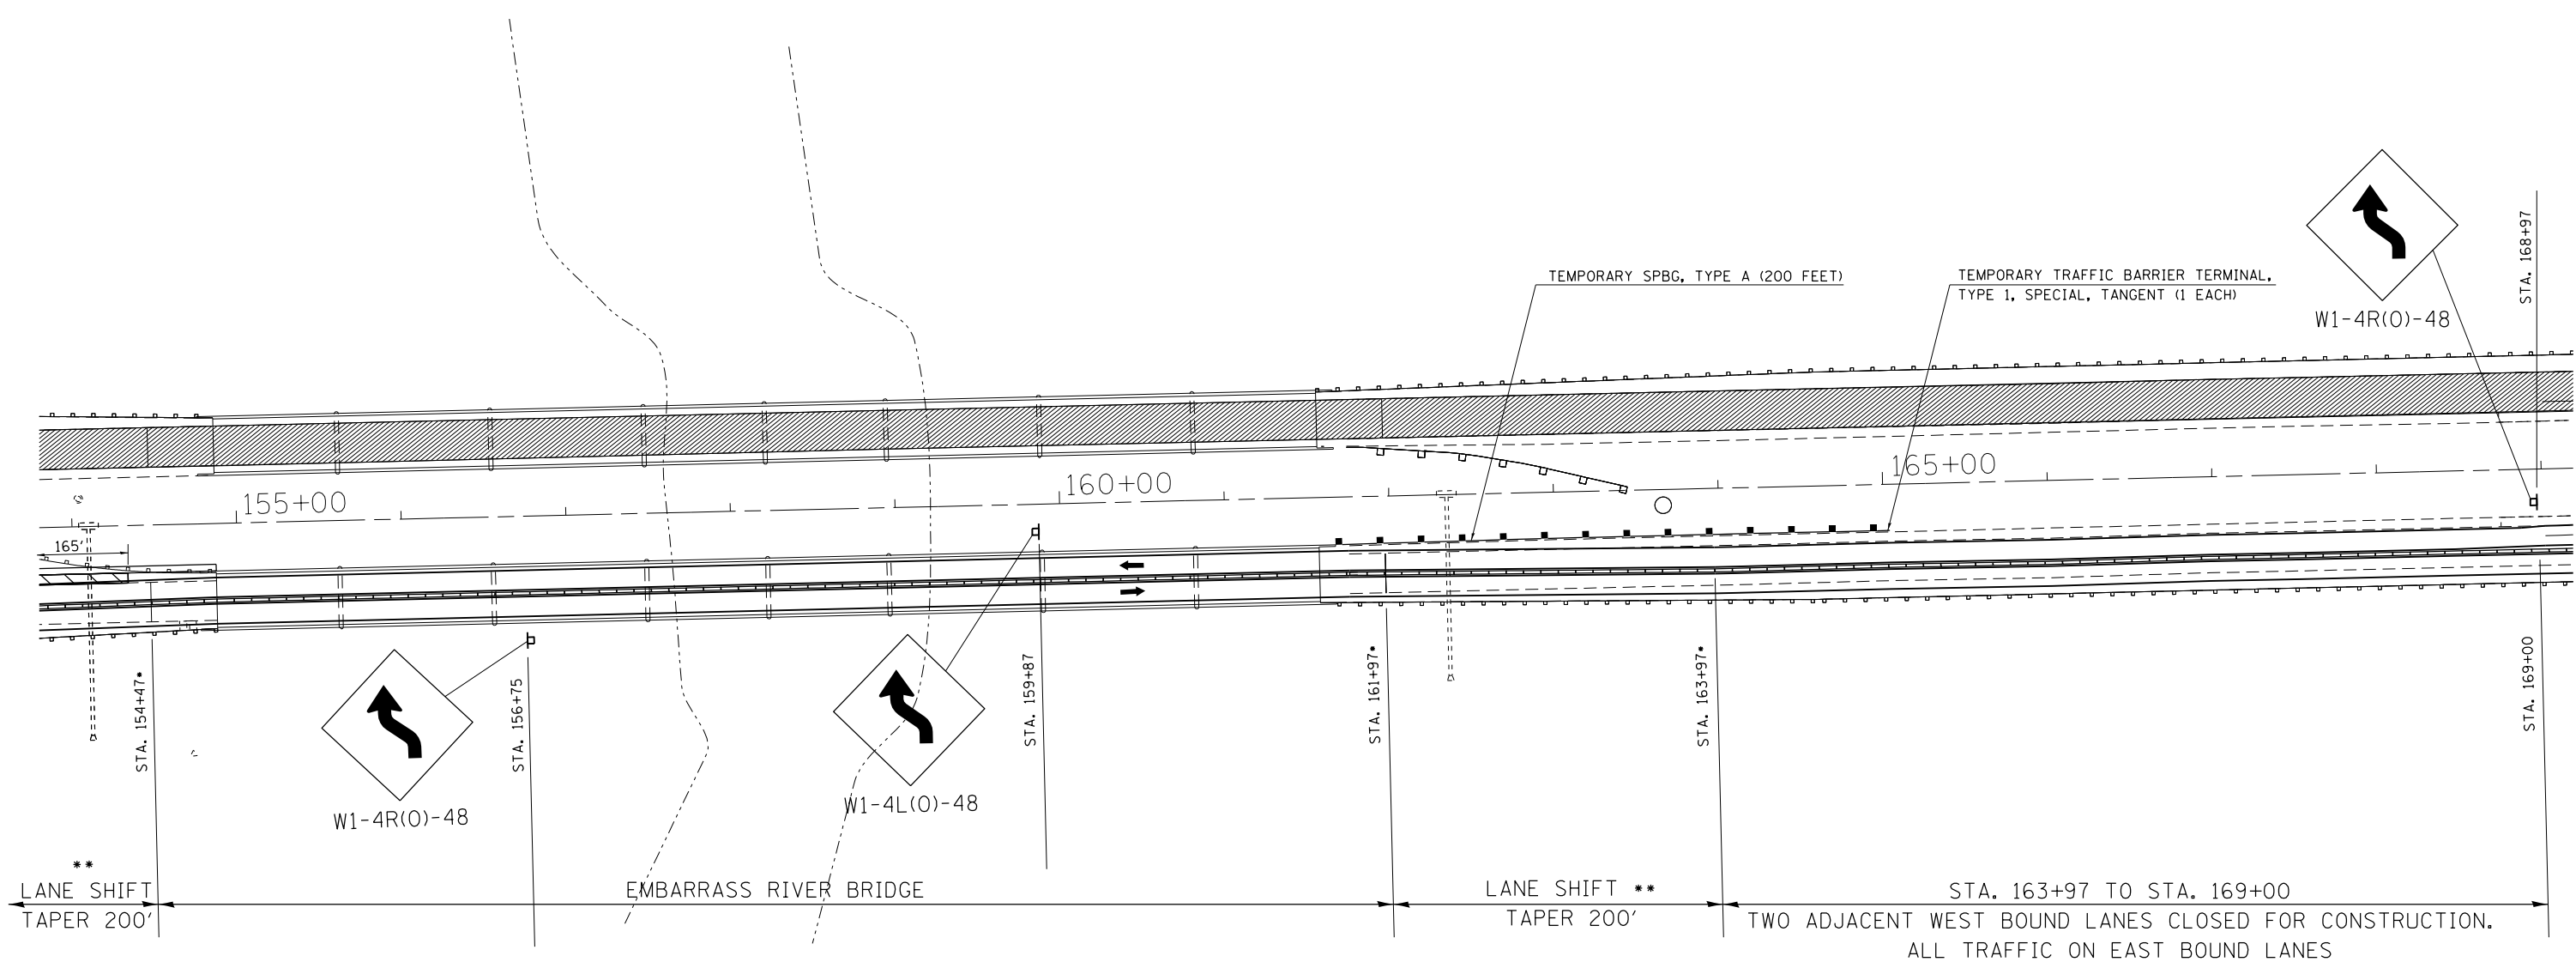 STA. 168+97
TEMPORARY SPBG, TYPE A (200 FEET)
TEMPORARY TRAFFIC BARRIER TERMINAL,
TYPE 1, SPECIAL, TANGENT (1 EACH)
W1-4R(O)-48
155+00
160+00
165+00
165'
STA. 154+47*
STA. 156+75
STA. 159+87
STA. 161+97*
STA. 163+97*
STA. 169+00
W1-4R(O)-48
W1-4L(O)-48
**
LANE SHIFT
TAPER 200'
EMBARRASS RIVER BRIDGE
LANE SHIFT **
TAPER 200'
STA. 163+97 TO STA. 169+00
TWO ADJACENT WEST BOUND LANES CLOSED FOR CONSTRUCTION.
ALL TRAFFIC ON EAST BOUND LANES